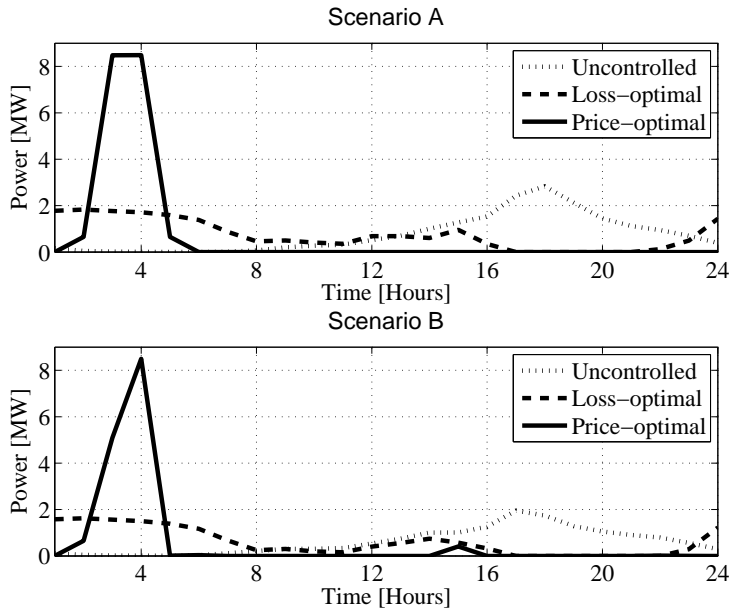 Scenario A
Power [MW]
8
6
4
2
0
Uncontrolled
Loss-optimal
Price-optimal
4 8 12 16 20 24
Time [Hours]
Scenario B
Power [MW]
8
6
4
2
0
Uncontrolled
Loss-optimal
Price-optimal
4 8 12 16 20 24
Time [Hours]